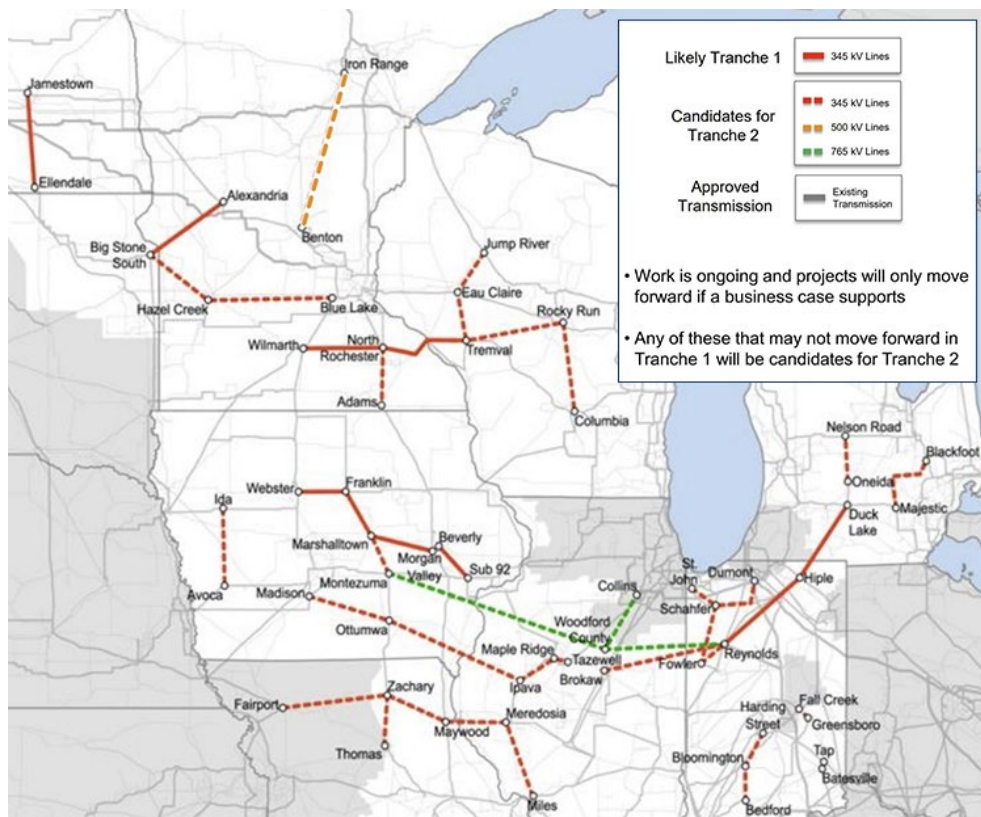 Likely Tranche 1
345 kV Lines
Candidates for
Tranche 2
345 kV Lines
500 kV Lines
765 kV Lines
Approved
Transmission
Existing
Transmission
• Work is ongoing and projects will only move
forward if a business case supports
• Any of these that may not move forward in
Tranche 1 will be candidates for Tranche 2
Iron Range
Jamestown
Ellendale
Alexandria
Benton
Big Stone
South
Jump River
Hazel Creek
Blue Lake
Eau Claire
Rocky Run
Wilmarth
North
Rochester
Tremval
Adams
Columbia
Nelson Road
Blackfoot
Oneida
Majestic
Duck
Lake
Webster
Franklin
Ida
Marshalltown
Beverly
Morgan
Valley
Sub 92
Montezuma
Avoca
Madison
Collins
St.
John
Dumont
Hiple
Schahfer
Ottumwa
Woodford
County
Maple Ridge
Tazewell
Reynolds
Fowler
Brokaw
Ipava
Fairport
Zachary
Meredosia
Maywood
Thomas
Miles
Fall Creek
Harding
Street
Greensboro
Bloomington
Tap
Batesville
Bedford